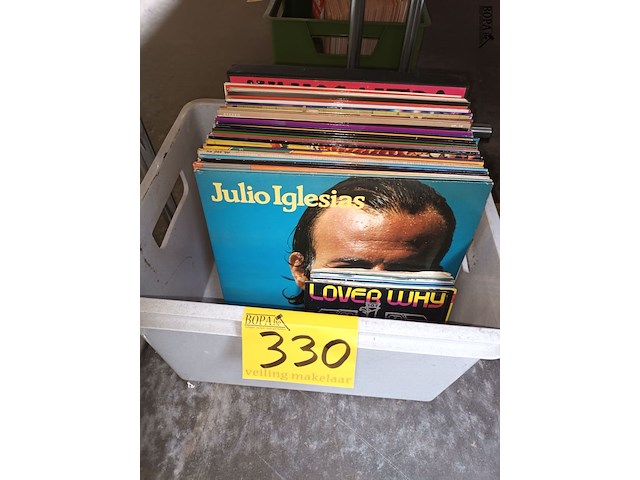 BOPA
Julio Iglesias
LOVER WHY
BOPA
330
veiling makelaar